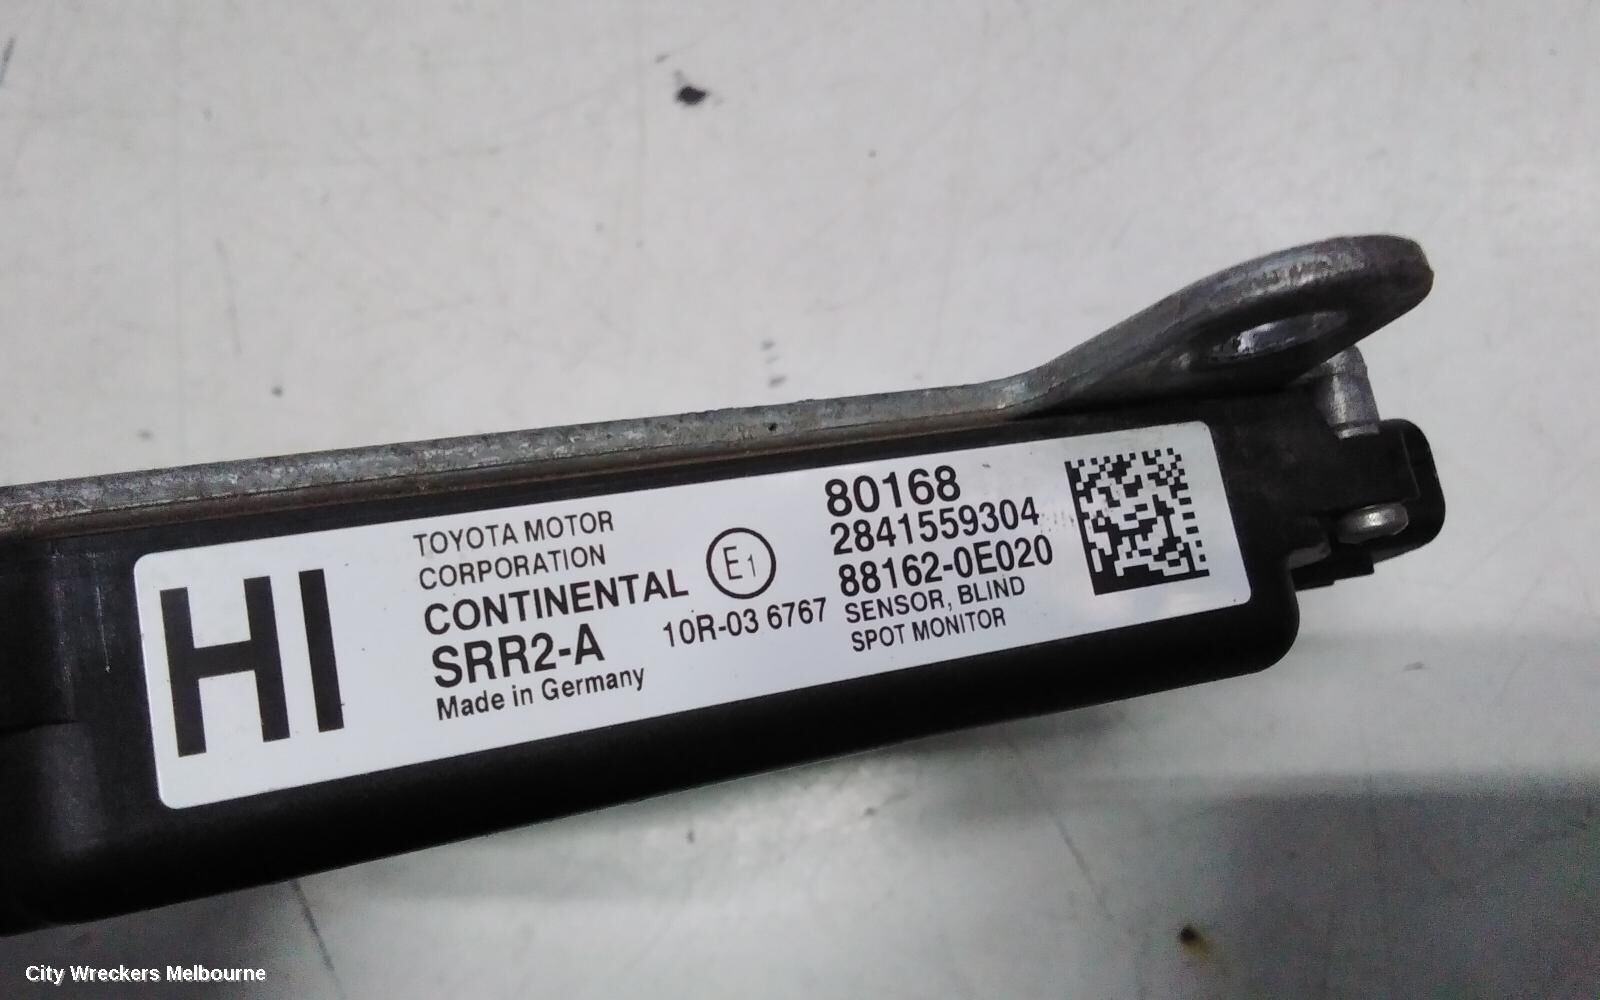 HI
TOYOTA MOTOR
CORPORATION
CONTINENTAL
SRR2-A
Made in Germany
E1
10R-03 6767
80168
2841559304
88162-0E020
SENSOR, BLIND
SPOT MONITOR
City Wreckers Melbourne